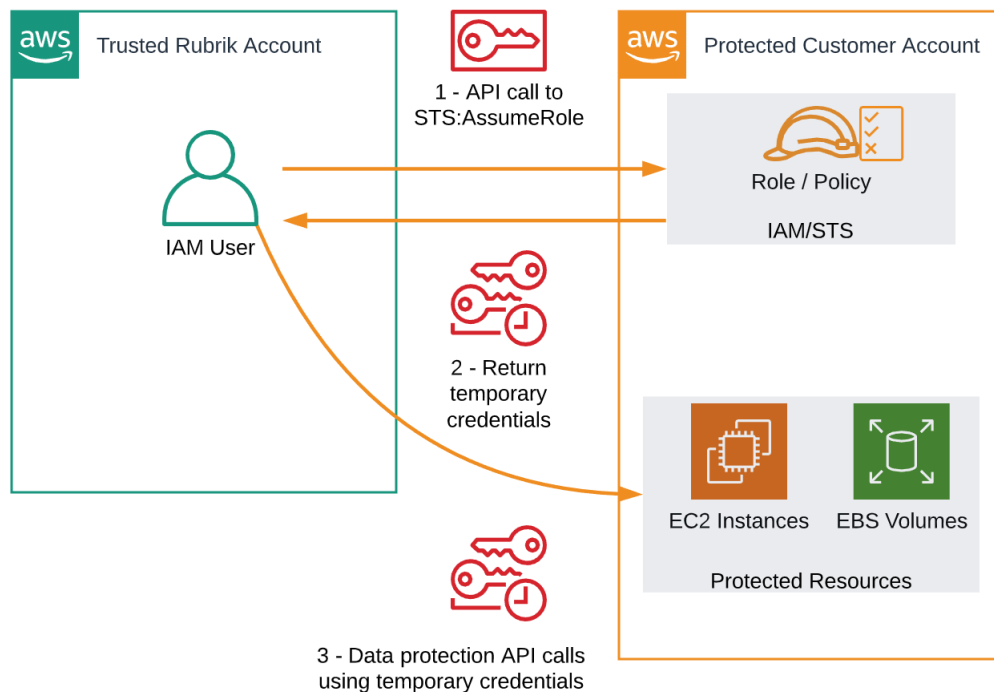 aws
Trusted Rubrik Account
1 - API call to
STS:AssumeRole
aws
Protected Customer Account
Role / Policy
IAM/STS
IAM User
2 - Return
temporary
credentials
EC2 Instances
EBS Volumes
Protected Resources
3 - Data protection API calls
using temporary credentials